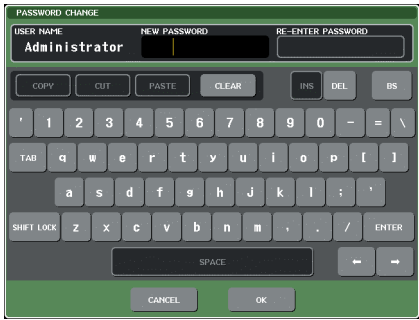 PASSWORD CHANGE
USER NAME NEW PASSWORD RE-ENTER PASSWORD
Administrator
COPY CUT PASTE CLEAR INS DEL BS
' 1 2 3 4 5 6 7 8 9 0 - = \
TAB q w e r t y u i o p [ ]
a s d f g h j k l ; '
SHIFT LOCK z x c v b n m , . / ENTER
SPACE ← →
CANCEL OK